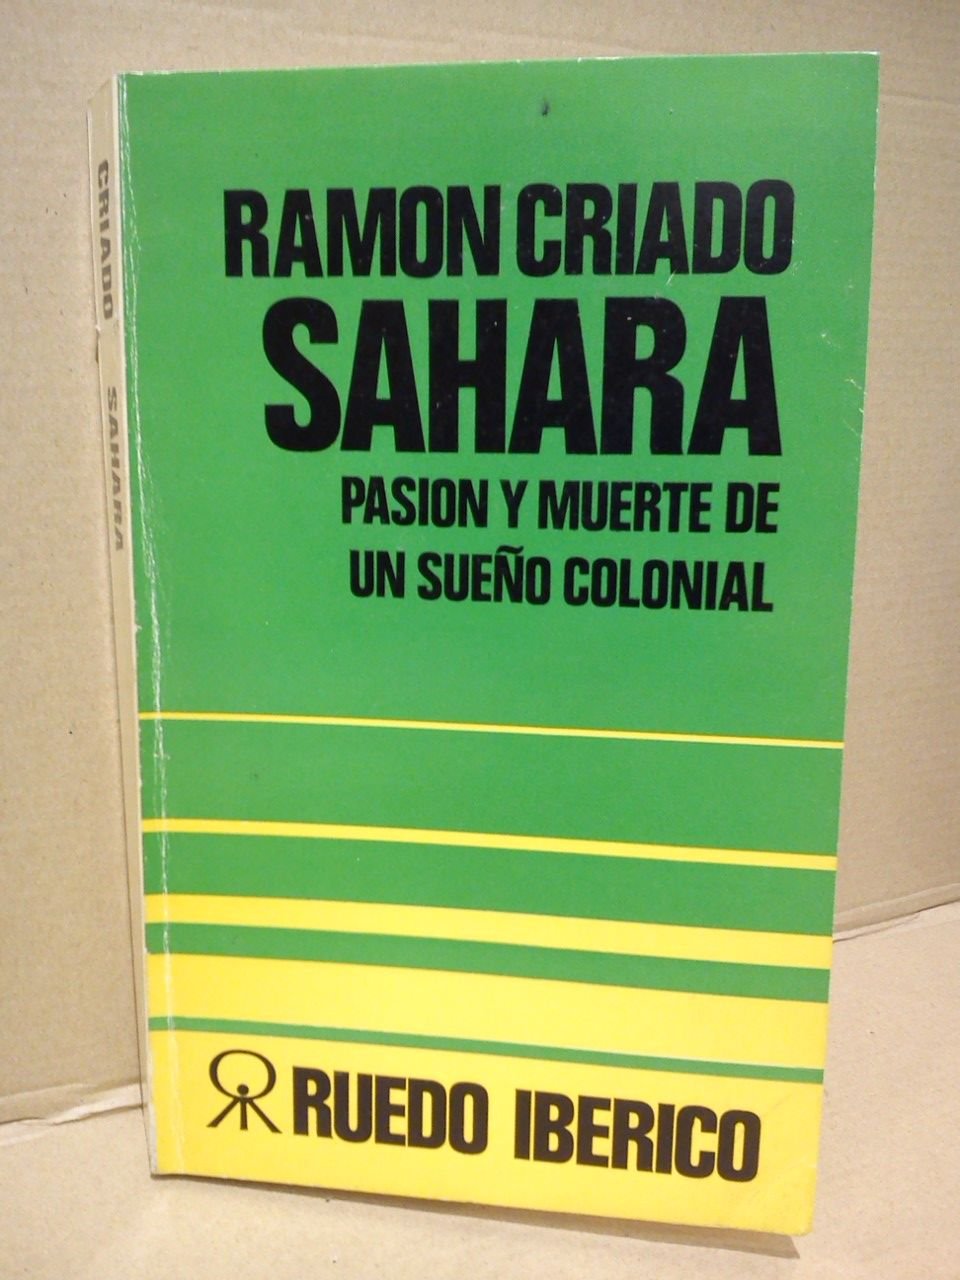 RAMON CRIADO
SAHARA
PASION Y MUERTE DE
UN SUEÑO COLONIAL
RUEDO IBERICO
CRIADO SAHARA